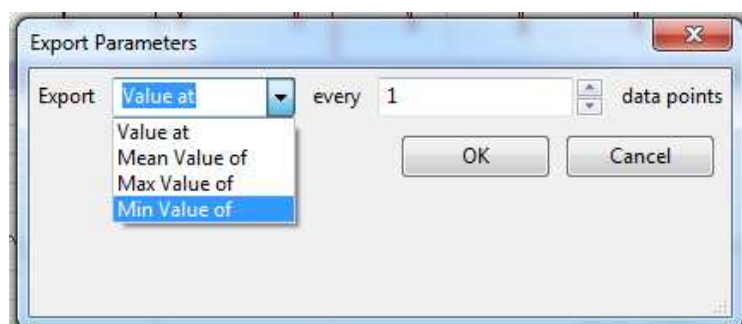 Export Parameters
Export Value at every 1 data points
Value at
Mean Value of
Max Value of
Min Value of
OK Cancel